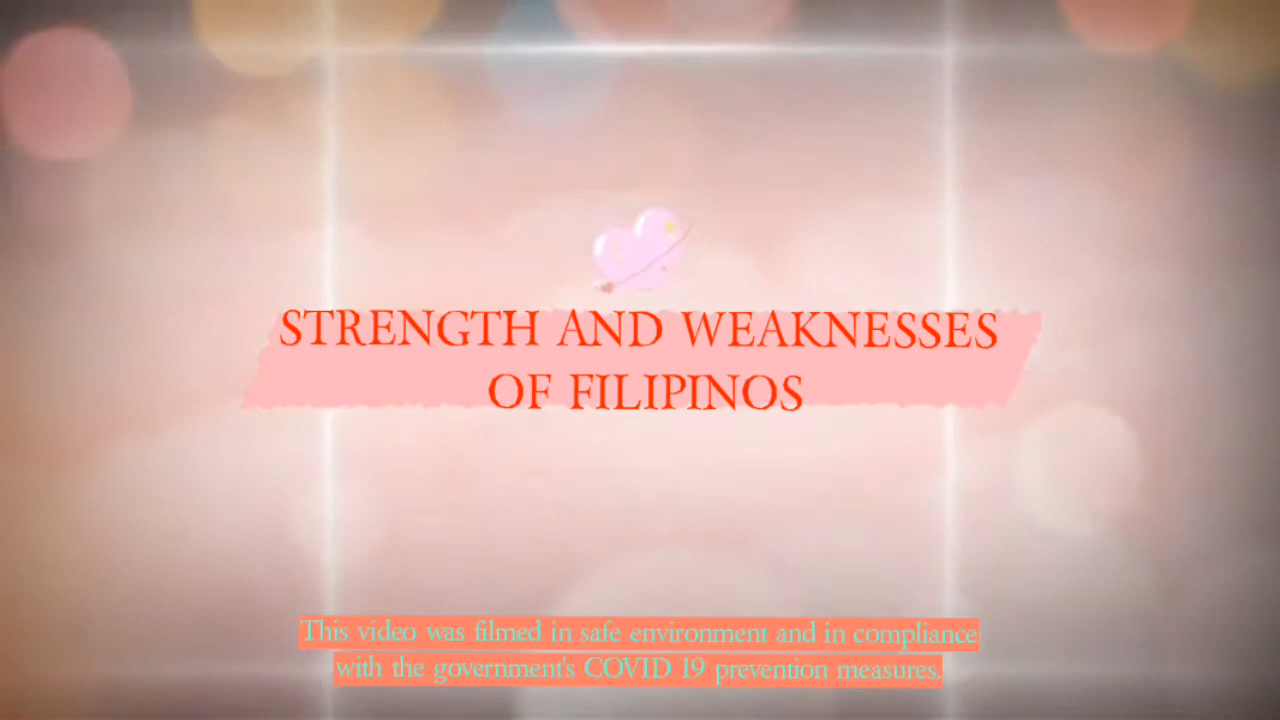 STRENGTH AND WEAKNESSES
OF FILIPINOS
This video was filmed in safe environment and in compliance
with the government's COVID 19 prevention measures.